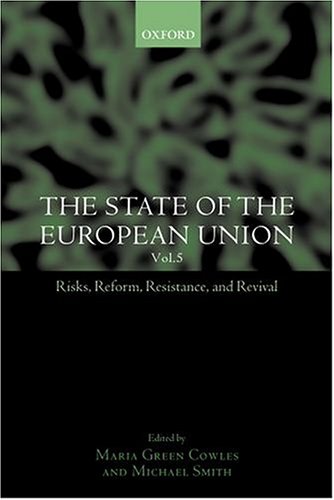 OXFORD
THE STATE OF THE
EUROPEAN UNION
Vol.5
Risks, Reform, Resistance, and Revival
Edited by
MARIA GREEN COWLES
AND MICHAEL SMITH